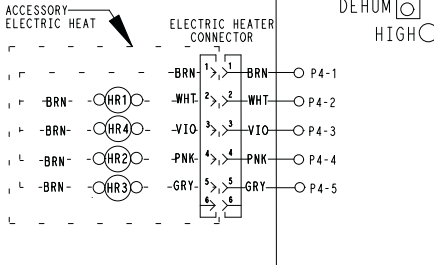 ACCESSORY
ELECTRIC HEAT
ELECTRIC HEATER
CONNECTOR
DEHUM
HIGH
BRN 1 1 BRN P4-1
BRN HR1 WHT 2 2 WHT P4-2
BRN HR4 VIO 3 3 VIO P4-3
BRN HR2 PNK 4 4 PNK P4-4
BRN HR3 GRY 5 5 GRY P4-5
6 6